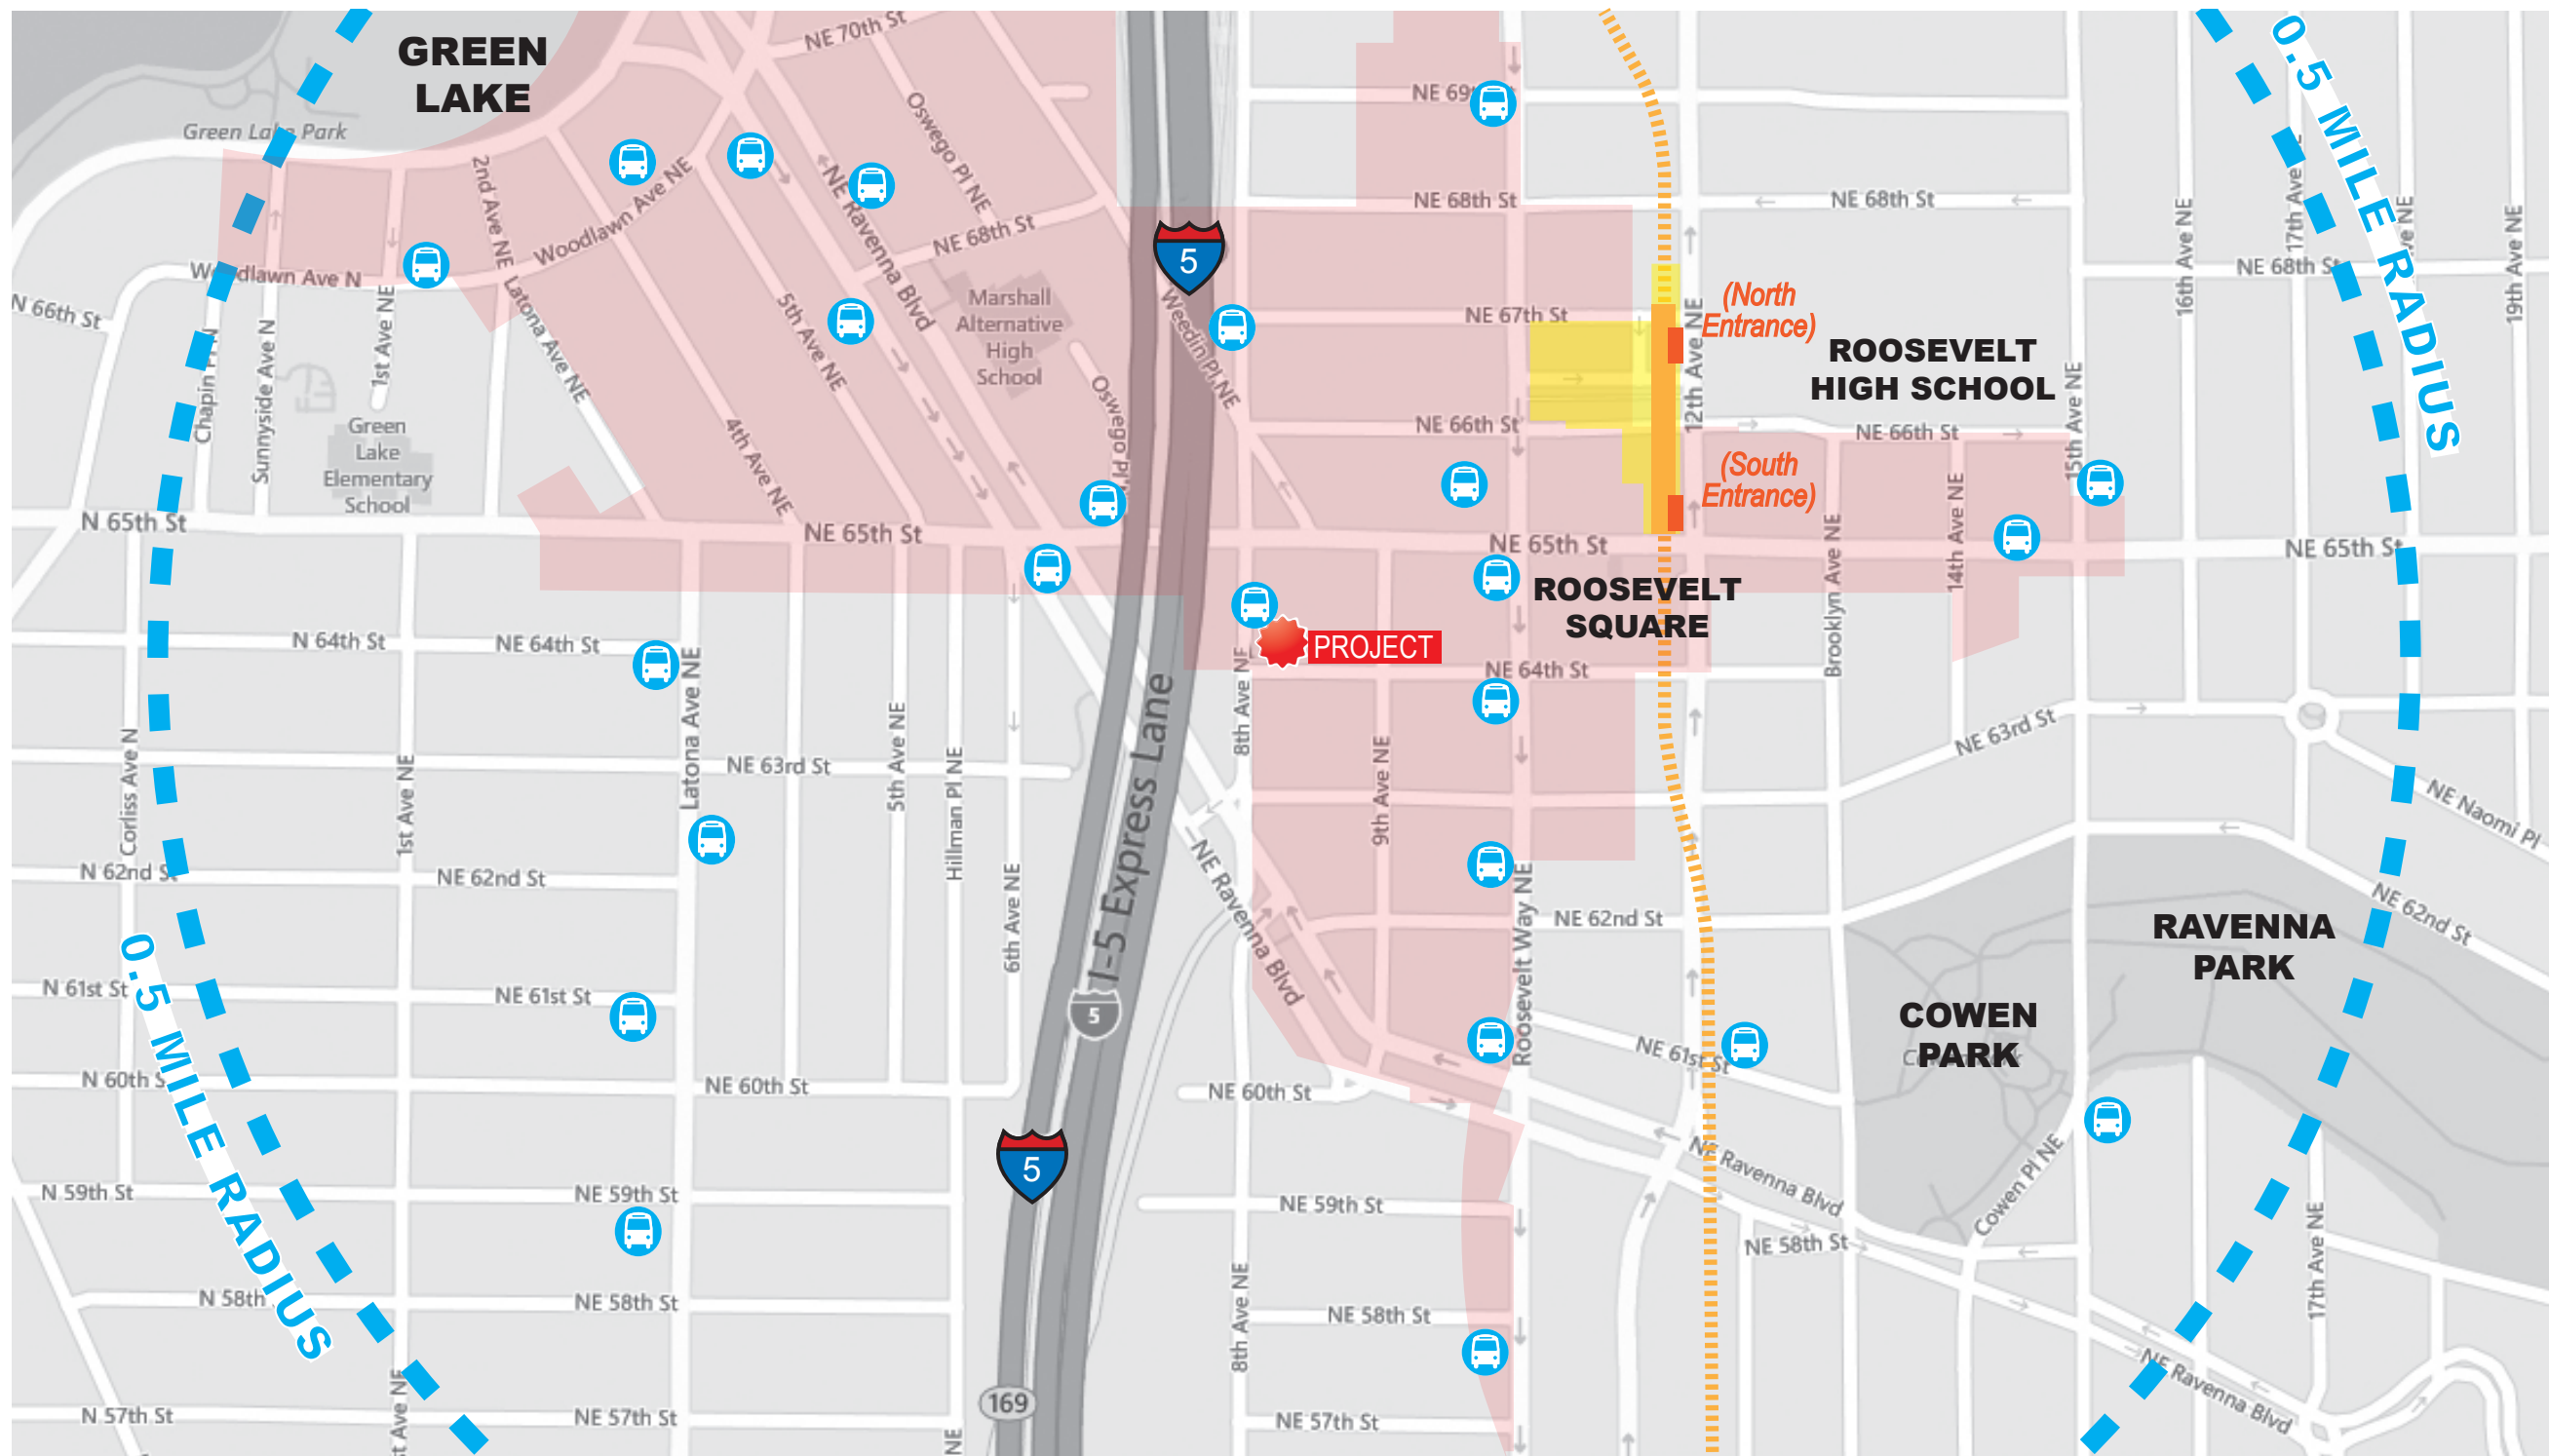 GREEN
LAKE
Green Lake Park
NE 70th St
Oswego Pl NE
2nd Ave NE
Woodlawn Ave NE
NE Ravenna Blvd
NE 68th St
Woodlawn Ave N
N 66th St
Latona Ave NE
5th Ave NE
Marshall
Alternative
High
School
1st Ave NE
Chapin Pl N
Sunnyside Ave N
Green
Lake
Elementary
School
4th Ave NE
Oswego Pl
N 65th St
NE 65th St
5
Weedin Pl NE
NE 69th
NE 68th St
NE 68th St
NE 67th St
NE 66th St
12th Ave NE
(North
Entrance)
ROOSEVELT
HIGH SCHOOL
NE 66th St
(South
Entrance)
15th Ave NE
16th Ave NE
17th Ave
19th Ave NE
NE 68th St
0.5 MILE RADIUS
NE 65th St
NE 65th St
14th Ave NE
Brooklyn Ave NE
ROOSEVELT
SQUARE
PROJECT
NE 64th St
8th Ave NE
9th Ave NE
N 64th St
NE 64th St
Latona Ave NE
5th Ave NE
Hillman Pl NE
NE 63rd St
Corliss Ave N
1st Ave NE
I-5 Express Lane
5
6th Ave NE
N 62nd St
NE 62nd St
NE Ravenna Blvd
Roosevelt Way NE
NE 62nd St
NE 63rd St
NE Naomi Pl
NE 62nd St
RAVENNA
PARK
COWEN
PARK
N 61st St
NE 61st St
NE 61st St
0.5 MILE RADIUS
N 60th S
NE 60th St
NE 60th St
5
N 59th St
NE 59th St
NE 59th St
NE Ravenna Blvd
NE 58th St
Cowen Pl NE
17th Ave NE
N 58th
NE 58th St
8th Ave NE
NE 58th St
NE Ravenna Blvd
169
N 57th St
st Ave NE
NE 57th St
NE
NE 57th St